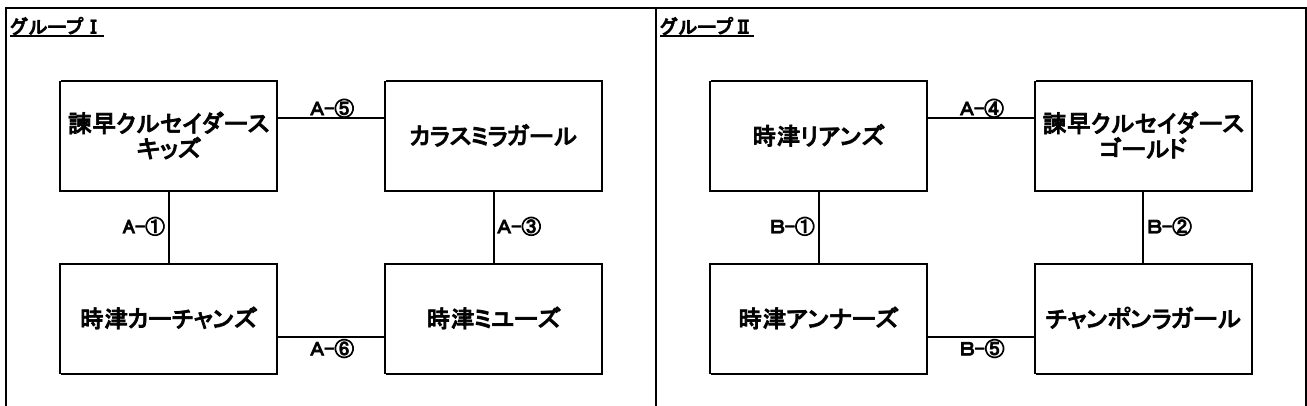 グループⅠ
グループⅡ
諫早クルセイダース
キッズ
A-⑤
カラスミラガール
時津リアンズ
A-④
諫早クルセイダース
ゴールド
A-①
A-③
B-①
B-②
時津カーチャンズ
A-⑥
時津ミューズ
時津アンナーズ
B-⑤
チャンポンラガール